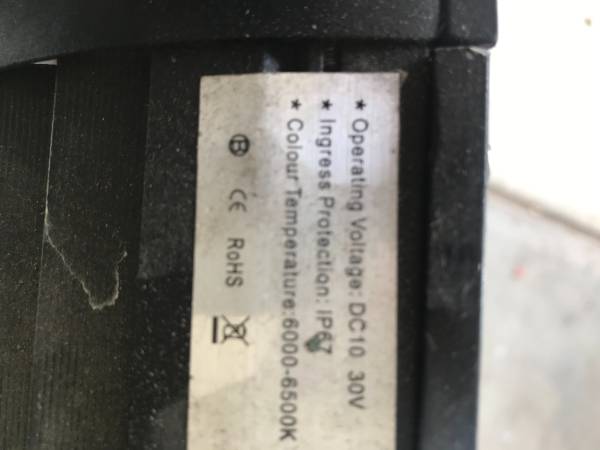 ★ Operating Voltage: DC10 30V
★ Ingress Protection: IP67
★ Colour Temperature:6000-6500K
CE RoHS